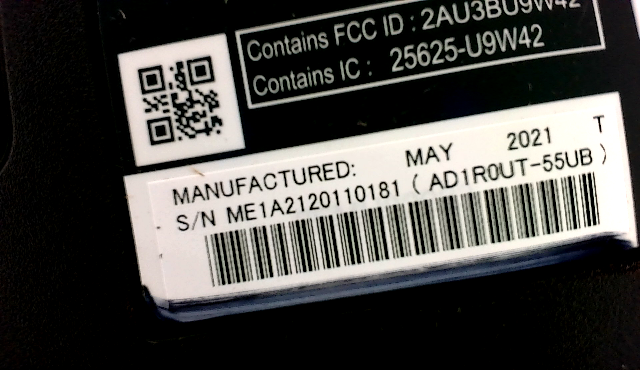 Contains FCC ID : 2AU3BU9W42
Contains IC : 25625-U9W42
MANUFACTURED: MAY 2021 T
S/N ME1A2120110181 ( AD1R0UT-55UB )